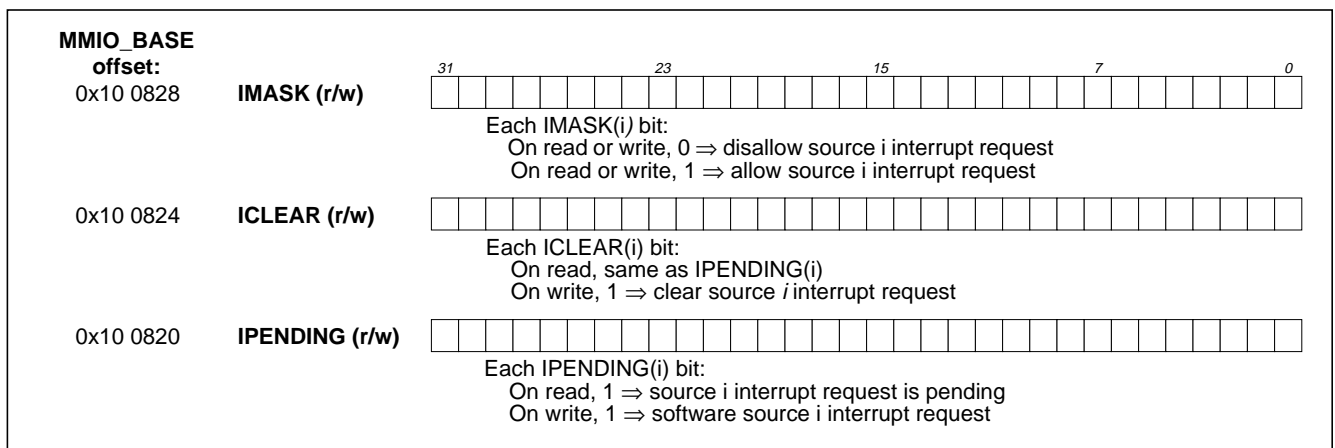 MMIO_BASE
offset:
31 23 15 7 0
0x10 0828 IMASK (r/w)
Each IMASK(i) bit:
On read or write, 0 ⇒ disallow source i interrupt request
On read or write, 1 ⇒ allow source i interrupt request
0x10 0824 ICLEAR (r/w)
Each ICLEAR(i) bit:
On read, same as IPENDING(i)
On write, 1 ⇒ clear source i interrupt request
0x10 0820 IPENDING (r/w)
Each IPENDING(i) bit:
On read, 1 ⇒ source i interrupt request is pending
On write, 1 ⇒ software source i interrupt request